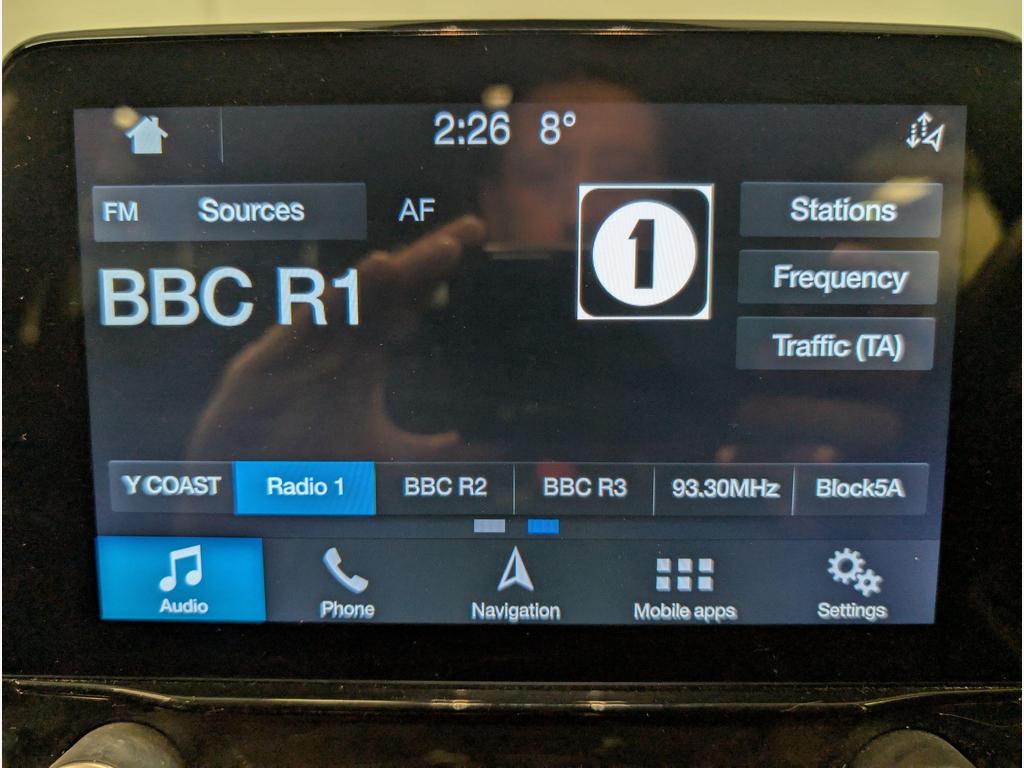 2:26 8°
FM Sources AF
1
Stations
BBC R1
Frequency
Traffic (TA)
Y COAST Radio 1 BBC R2 BBC R3 93.30MHz Block5A
Audio Phone Navigation Mobile apps Settings